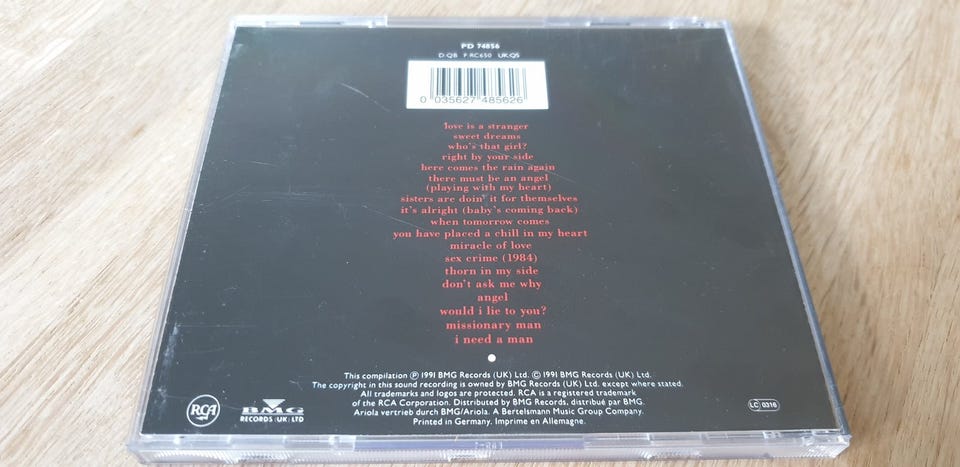 PD 74856
D:QB F:RC650 UK:QS
0 035627 485626
love is a stranger
sweet dreams
who's that girl?
right by your side
here comes the rain again
there must be an angel
(playing with my heart)
sisters are doin' it for themselves
it's alright (baby's coming back)
when tomorrow comes
you have placed a chill in my heart
miracle of love
sex crime (1984)
thorn in my side
don't ask me why
angel
would i lie to you?
missionary man
i need a man
This compilation ℗ 1991 BMG Records (UK) Ltd. © 1991 BMG Records (UK) Ltd.
The copyright in this sound recording is owned by BMG Records (UK) Ltd. except where stated.
All trademarks and logos are protected. RCA is a registered trademark
of the RCA Corporation. Distributed by BMG Records, distribué par BMG.
Ariola vertrieb durch BMG/Ariola. A Bertelsmann Music Group Company.
Printed in Germany. Imprime en Allemagne.
RCA
BMG
RECORDS (UK) LTD
LC 0316